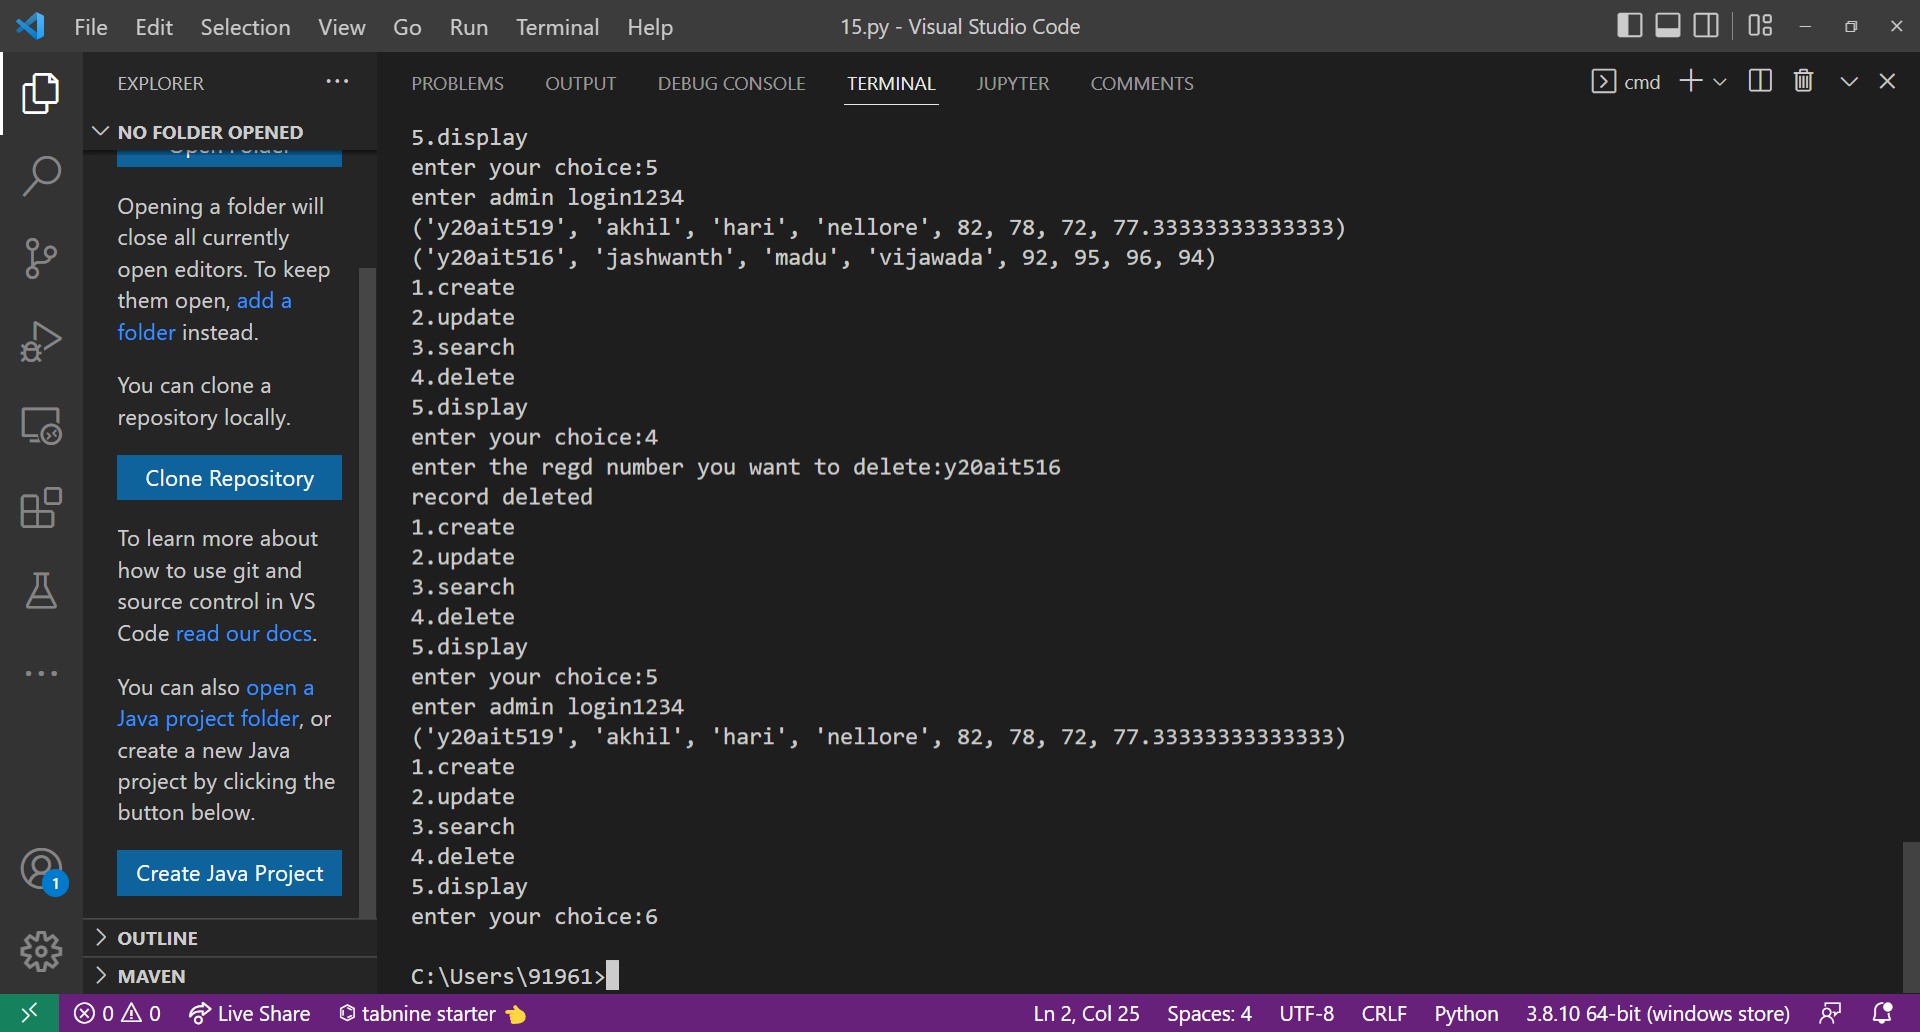 File Edit Selection View Go Run Terminal Help
15.py - Visual Studio Code
EXPLORER
NO FOLDER OPENED
Open Folder
Opening a folder will
close all currently
open editors. To keep
them open, add a
folder instead.
You can clone a
repository locally.
Clone Repository
To learn more about
how to use git and
source control in VS
Code read our docs.
You can also open a
Java project folder, or
create a new Java
project by clicking the
button below.
Create Java Project
OUTLINE
MAVEN
1
PROBLEMS OUTPUT DEBUG CONSOLE TERMINAL JUPYTER COMMENTS
cmd
5.display
enter your choice:5
enter admin login1234
('y20ait519', 'akhil', 'hari', 'nellore', 82, 78, 72, 77.33333333333333)
('y20ait516', 'jashwanth', 'madu', 'vijawada', 92, 95, 96, 94)
1.create
2.update
3.search
4.delete
5.display
enter your choice:4
enter the regd number you want to delete:y20ait516
record deleted
1.create
2.update
3.search
4.delete
5.display
enter your choice:5
enter admin login1234
('y20ait519', 'akhil', 'hari', 'nellore', 82, 78, 72, 77.33333333333333)
1.create
2.update
3.search
4.delete
5.display
enter your choice:6
C:\Users\91961>
0 0 Live Share tabnine starter Ln 2, Col 25 Spaces: 4 UTF-8 CRLF Python 3.8.10 64-bit (windows store)